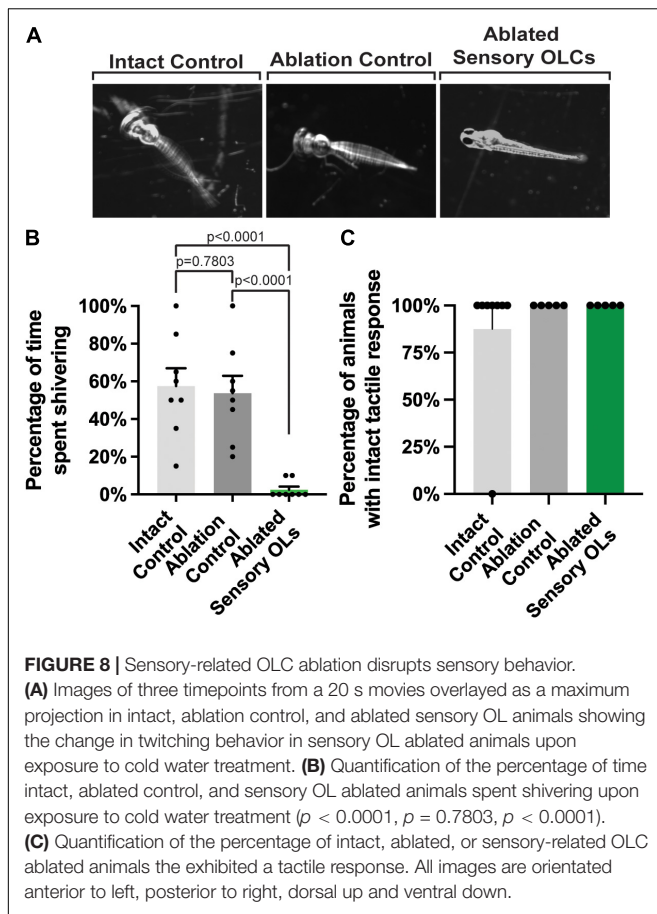 A
Intact Control
Ablation Control
Ablated
Sensory OLCs
B
p<0.0001
p=0.7803
p<0.0001
Percentage of time
spent shivering
100%
80%
60%
40%
20%
0%
Intact
Control
Ablation
Control
Ablated
Sensory OLs
C
Percentage of animals
with intact tactile response
100%
75%
50%
25%
0%
Intact
Control
Ablation
Control
Ablated
Sensory OLs
FIGURE 8 | Sensory-related OLC ablation disrupts sensory behavior.
(A) Images of three timepoints from a 20 s movies overlayed as a maximum
projection in intact, ablation control, and ablated sensory OL animals showing
the change in twitching behavior in sensory OL ablated animals upon
exposure to cold water treatment. (B) Quantification of the percentage of time
intact, ablated control, and sensory OL ablated animals spent shivering upon
exposure to cold water treatment (p < 0.0001, p = 0.7803, p < 0.0001).
(C) Quantification of the percentage of intact, ablated, or sensory-related OLC
ablated animals the exhibited a tactile response. All images are orientated
anterior to left, posterior to right, dorsal up and ventral down.